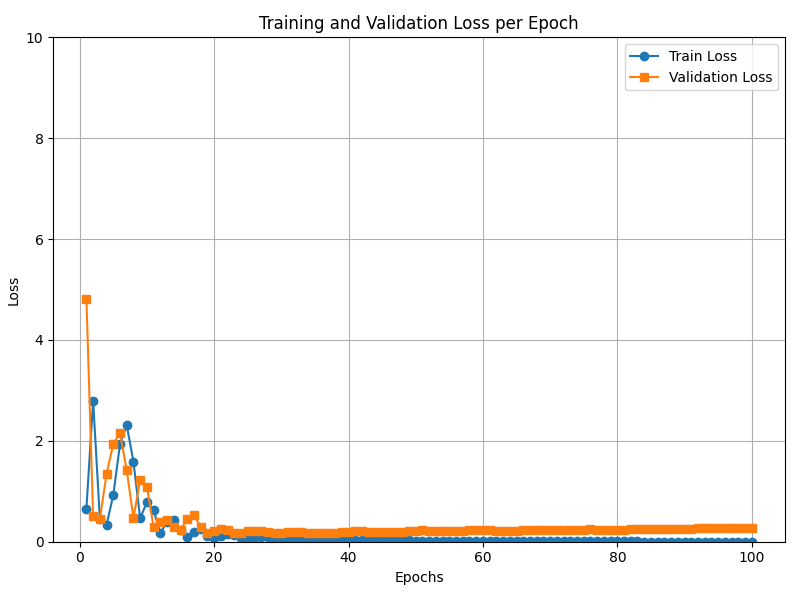 Training and Validation Loss per Epoch
Train Loss
Validation Loss
10
8
6
4
2
0
Loss
0 20 40 60 80 100
Epochs